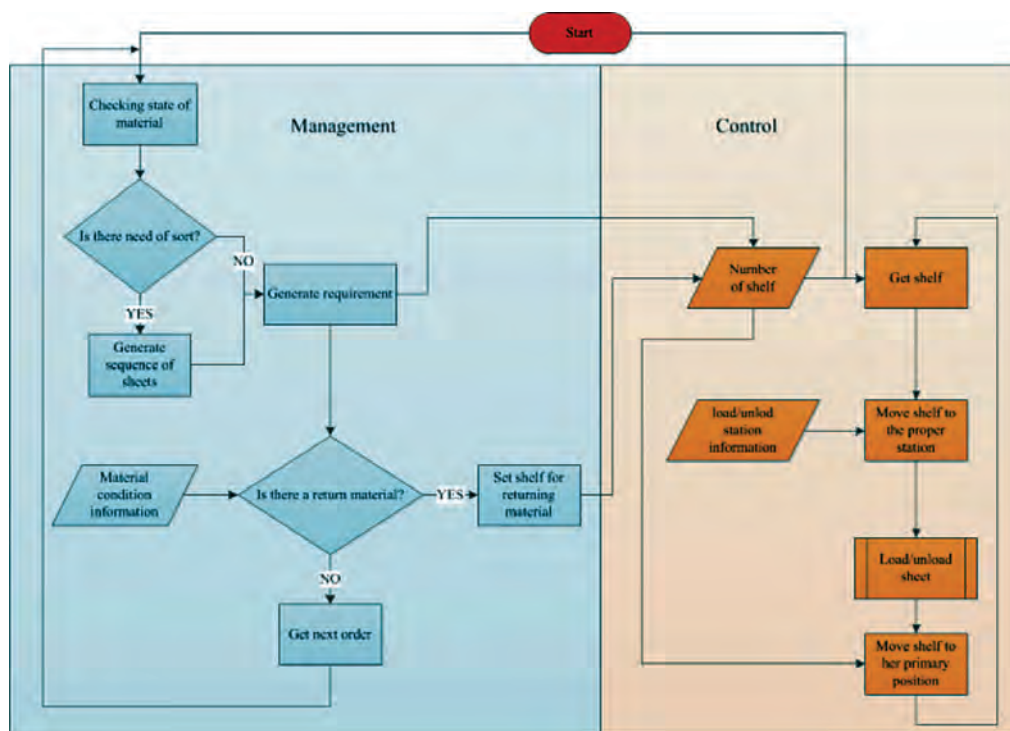 Start
Management
Control
Checking state of
material
Is there need of sort?
NO
YES
Generate
sequence of
sheets
Generate requirement
Number
of shelf
Get shelf
load/unlod
station
information
Move shelf to
the proper
station
Material
condition
information
Is there a return material?
YES
Set shelf for
returning
material
NO
Get next order
Load/unload
sheet
Move shelf to
her primary
position